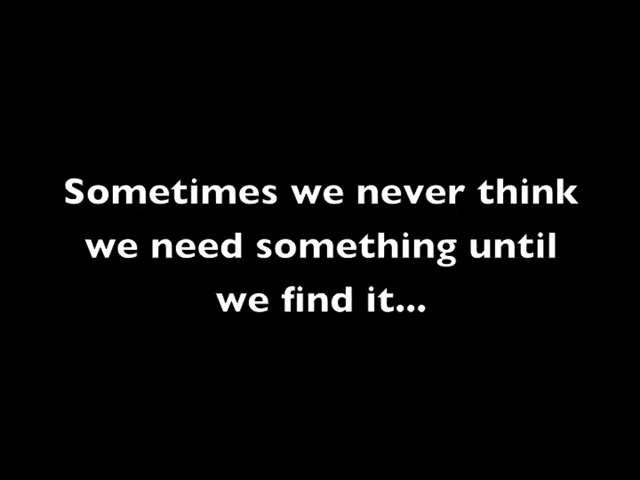 Sometimes we never think
we need something until
we find it...